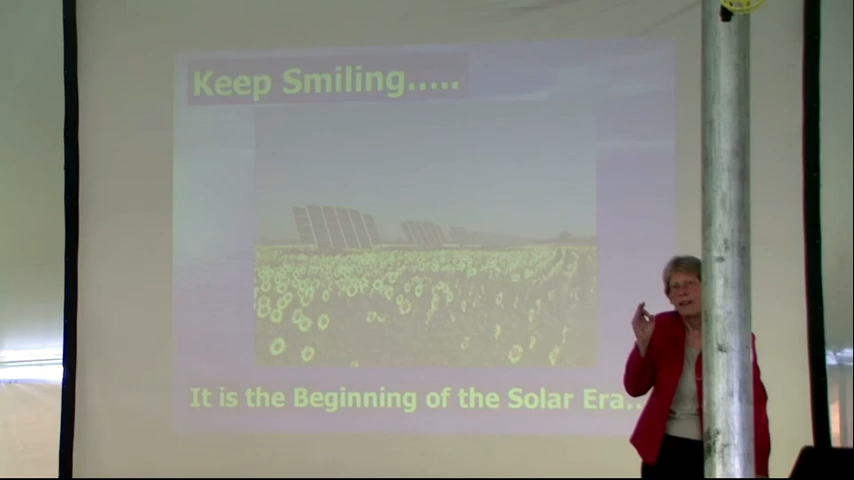 Keep Smiling.....
It is the Beginning of the Solar Era..